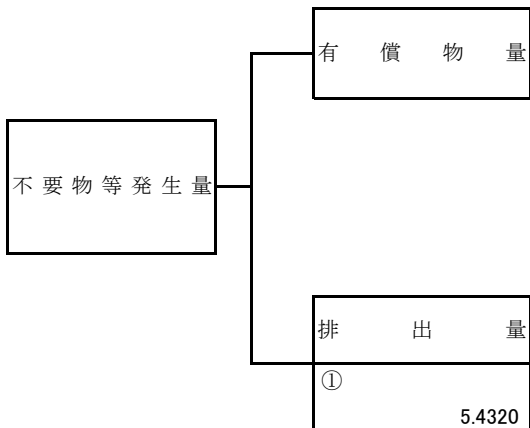 有償物量
不要物等発生量
排出量
①
5.4320